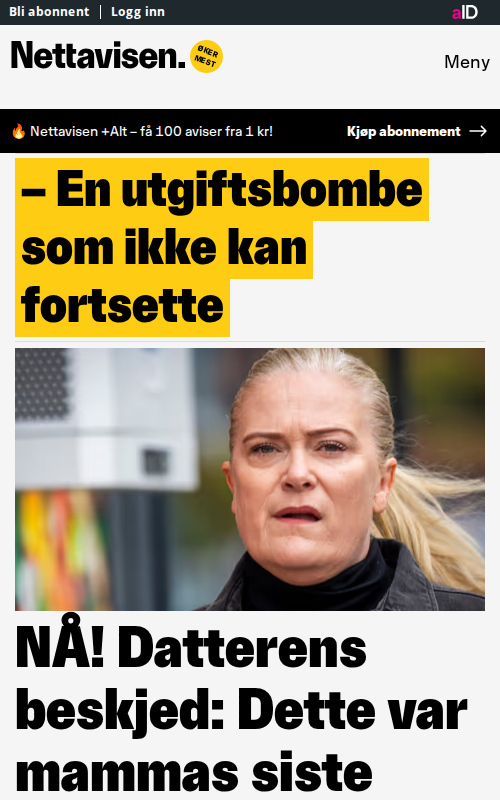 Bli abonnent | Logg inn
aID
Nettavisen.
ØKER
MEST
Meny
Nettavisen +Alt – få 100 aviser fra 1 kr!
Kjøp abonnement
– En utgiftsbombe
som ikke kan
fortsette
NÅ! Datterens
beskjed: Dette var
mammas siste